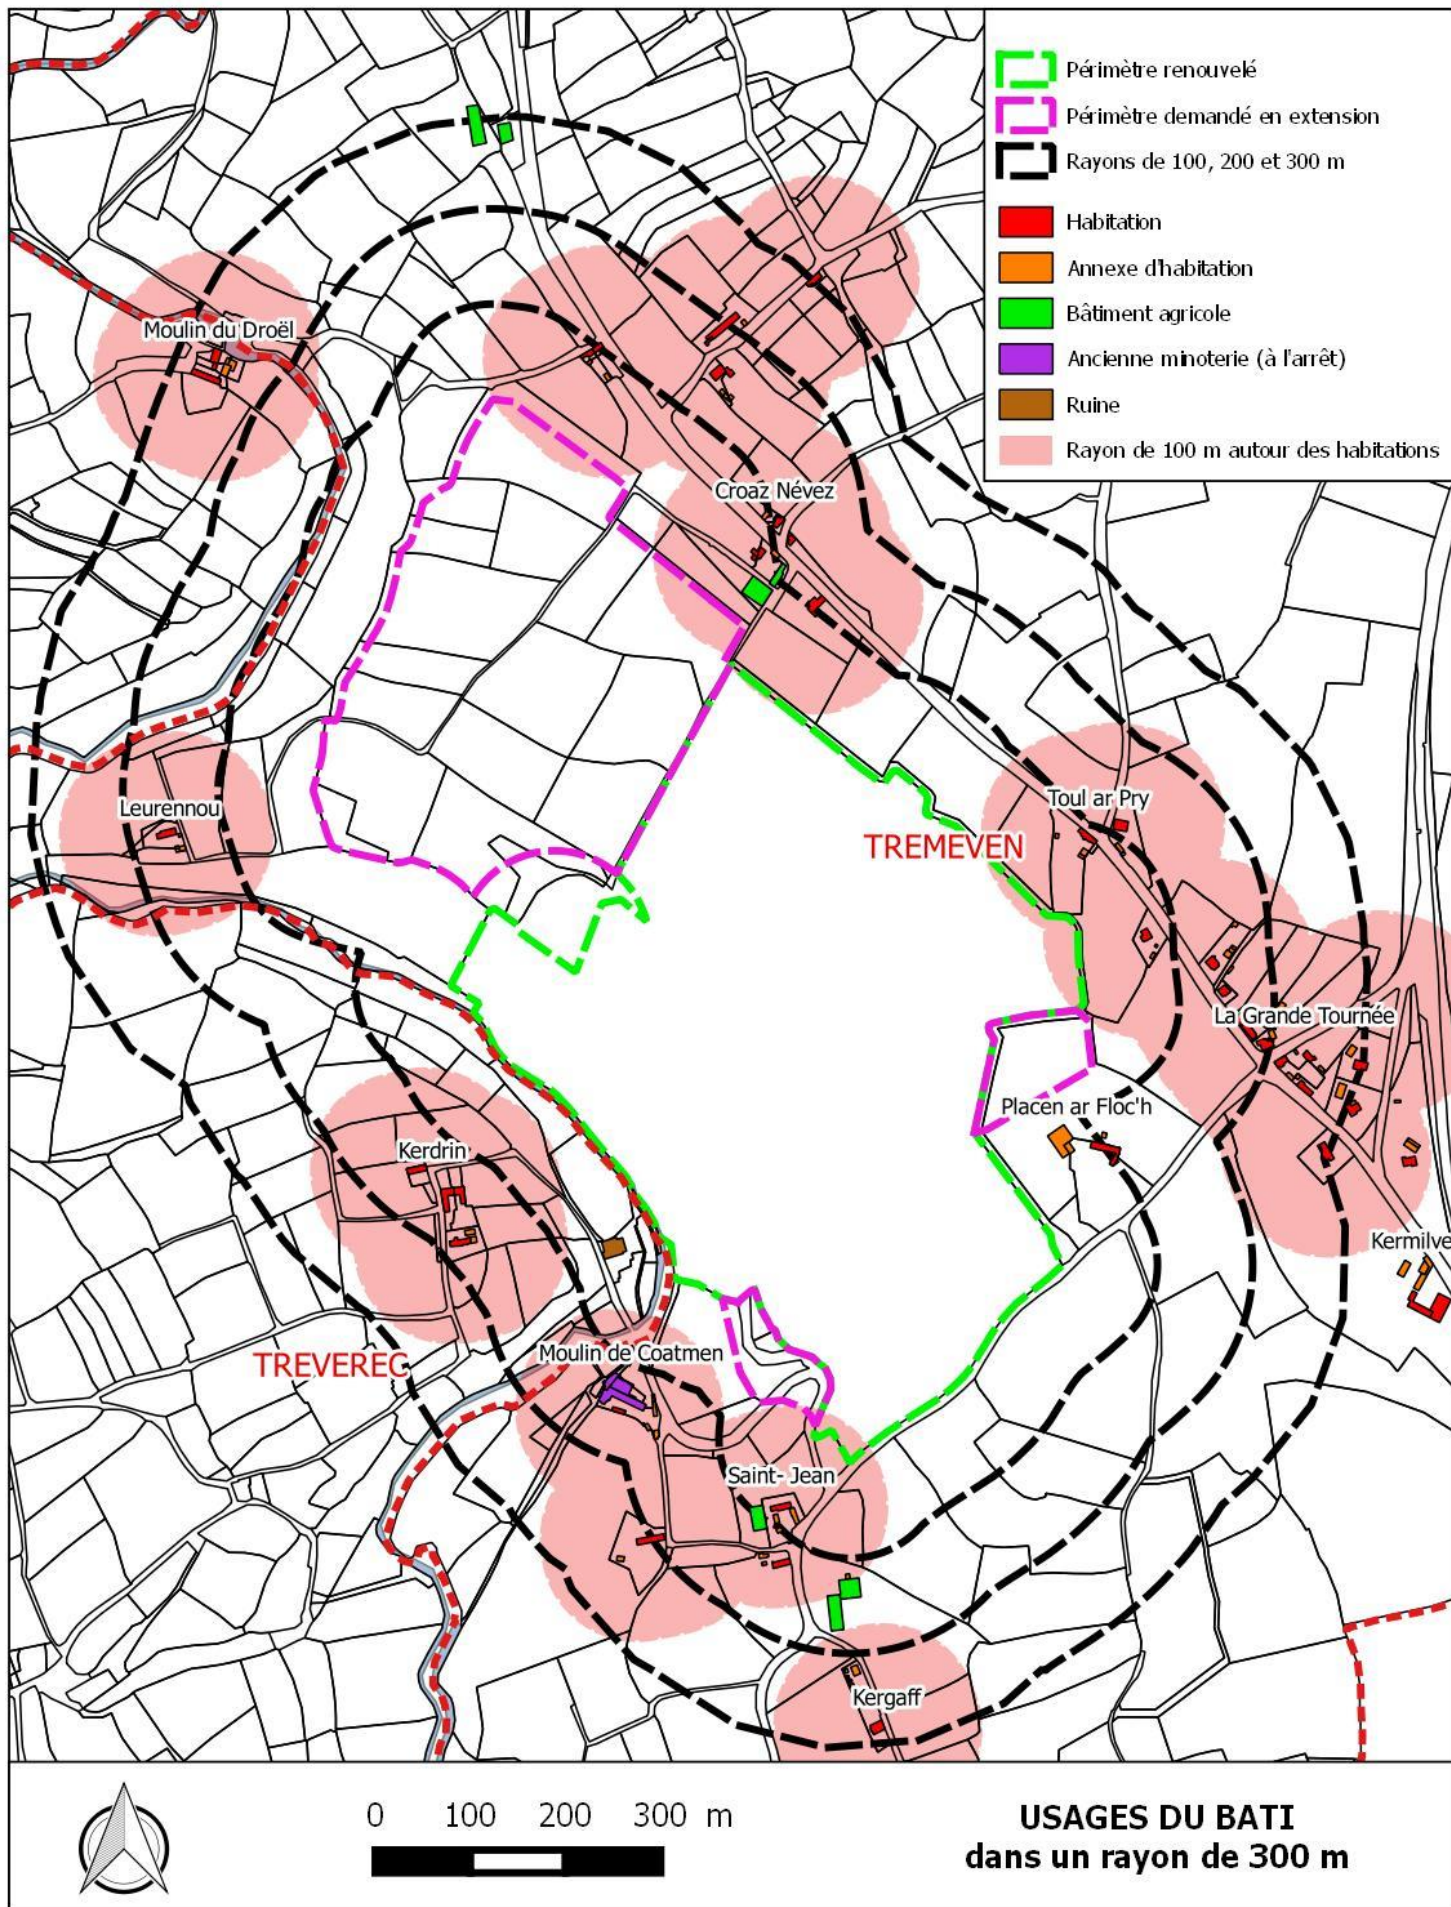 Périmètre renouvelé
Périmètre demandé en extension
Rayons de 100, 200 et 300 m
Habitation
Annexe d'habitation
Bâtiment agricole
Ancienne minoterie (à l'arrêt)
Ruine
Rayon de 100 m autour des habitations
Moulin du Droël
Croaz Névez
Leurennou
Toul ar Pry
TREMEVEN
La Grande Tournée
Placen ar Floc'h
Kerdrin
Kermilve
Moulin de Coatmen
TREVEREC
Saint- Jean
Kergaff
0 100 200 300 m
USAGES DU BATI
dans un rayon de 300 m